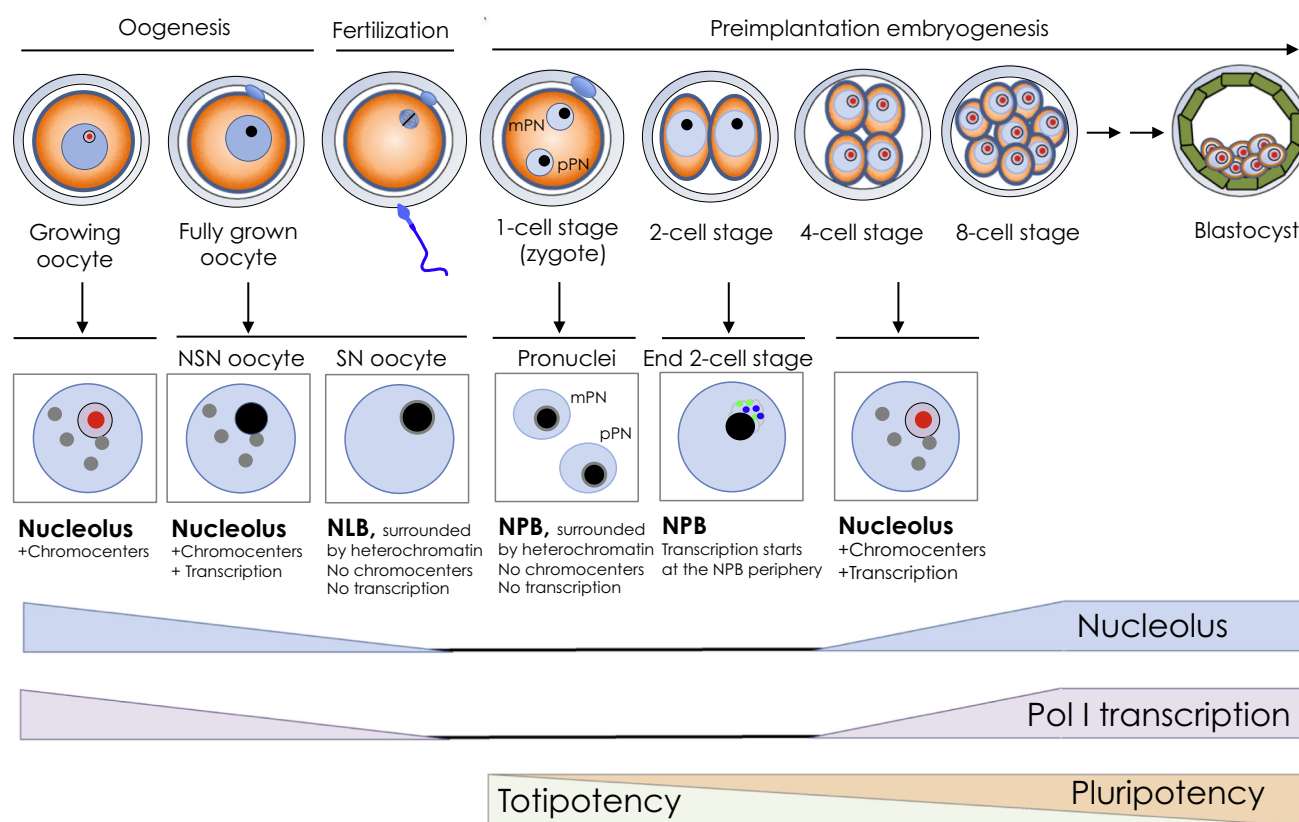 Oogenesis
Fertilization
Preimplantation embryogenesis
mPN
pPN
Growing
oocyte
Fully grown
oocyte
1-cell stage
(zygote)
2-cell stage
4-cell stage
8-cell stage
Blastocyst
NSN oocyte
SN oocyte
Pronuclei
End 2-cell stage
mPN
pPN
Nucleolus
+Chromocenters
Nucleolus
+Chromocenters
+ Transcription
NLB, surrounded
by heterochromatin
No chromocenters
No transcription
NPB, surrounded
by heterochromatin
No chromocenters
No transcription
NPB
Transcription starts
at the NPB periphery
Nucleolus
+Chromocenters
+Transcription
Nucleolus
Pol I transcription
Totipotency
Pluripotency